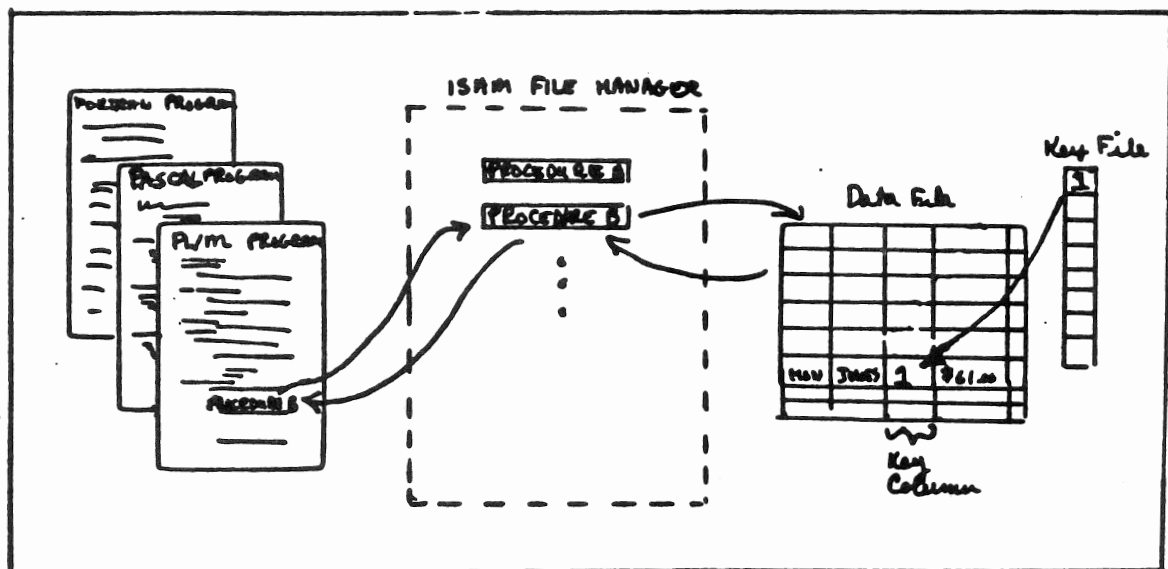 FORTRAN PROGRAM
PASCAL PROGRAM
PL/M PROGRAM
PROCEDURE B
ISAM FILE MANAGER
PROCEDURE A
PROCEDURE B
Data File
MON JONES 1 $61.00
Key
Column
Key File
1